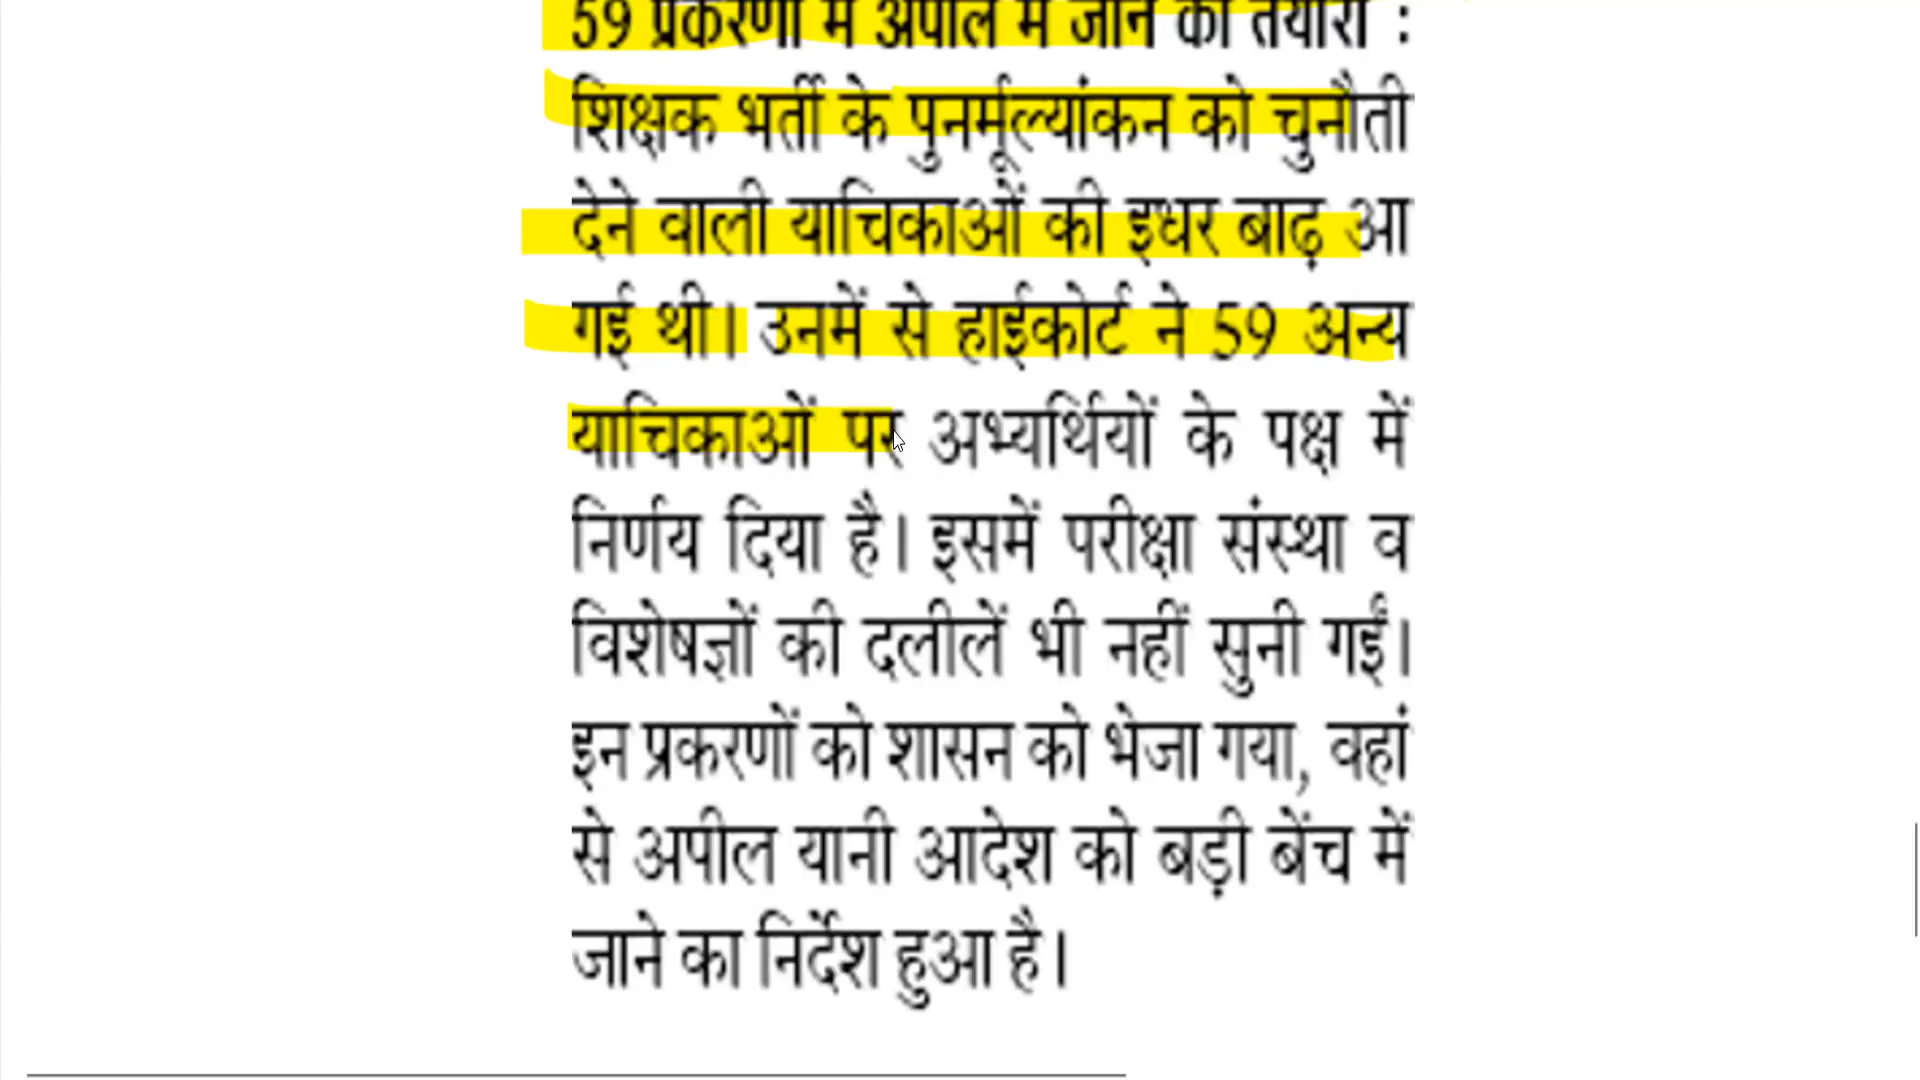 59 प्रकरणों में अपील में जाने की तैयारी :
शिक्षक भर्ती के पुनर्मूल्यांकन को चुनौती
देने वाली याचिकाओं की इधर बाढ़ आ
गई थी। उनमें से हाईकोर्ट ने 59 अन्य
याचिकाओं पर अभ्यर्थियों के पक्ष में
निर्णय दिया है। इसमें परीक्षा संस्था व
विशेषज्ञों की दलीलें भी नहीं सुनी गईं।
इन प्रकरणों को शासन को भेजा गया, वहां
से अपील यानी आदेश को बड़ी बेंच में
जाने का निर्देश हुआ है।